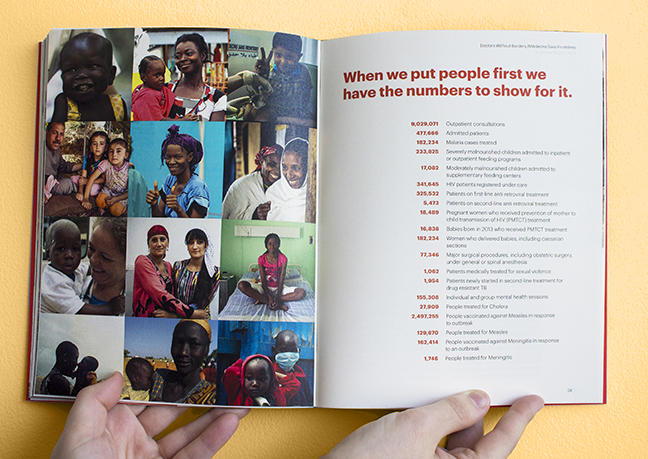 Doctors Without Borders /Médecins Sans Frontières
When we put people first we
have the numbers to show for it.
9,029,071 Outpatient consultations
477,666 Admitted patients
182,234 Malaria cases treated
233,825 Severely malnourished children admitted to inpatient
or outpatient feeding programs
17,082 Moderately malnourished children admitted to
supplementary feeding centers
341,645 HIV patients registered under care
325,532 Patients on first-line anti retroviral treatment
5,473 Patients on second-line anti retroviral treatment
18,489 Pregnant women who received prevention of mother to
child transmission of HIV (PMTCT) treatment
16,838 Babies born in 2013 who received PMTCT treatment
182,234 Women who delivered babies, including caesarian
sections
77,346 Major surgical procedures, including obstetric surgery,
under general or spinal anesthesia
1,062 Patients medically treated for sexual violence
1,954 Patients newly started in second-line treatment for
drug resistant TB
155,308 Individual and group mental health sessions
27,909 People treated for Cholera
2,497,255 People vaccinated against Measles in response
to outbreak
129,670 People treated for Measles
162,414 People vaccinated against Meningitis in response
to an outbreak
1,746 People treated for Meningitis